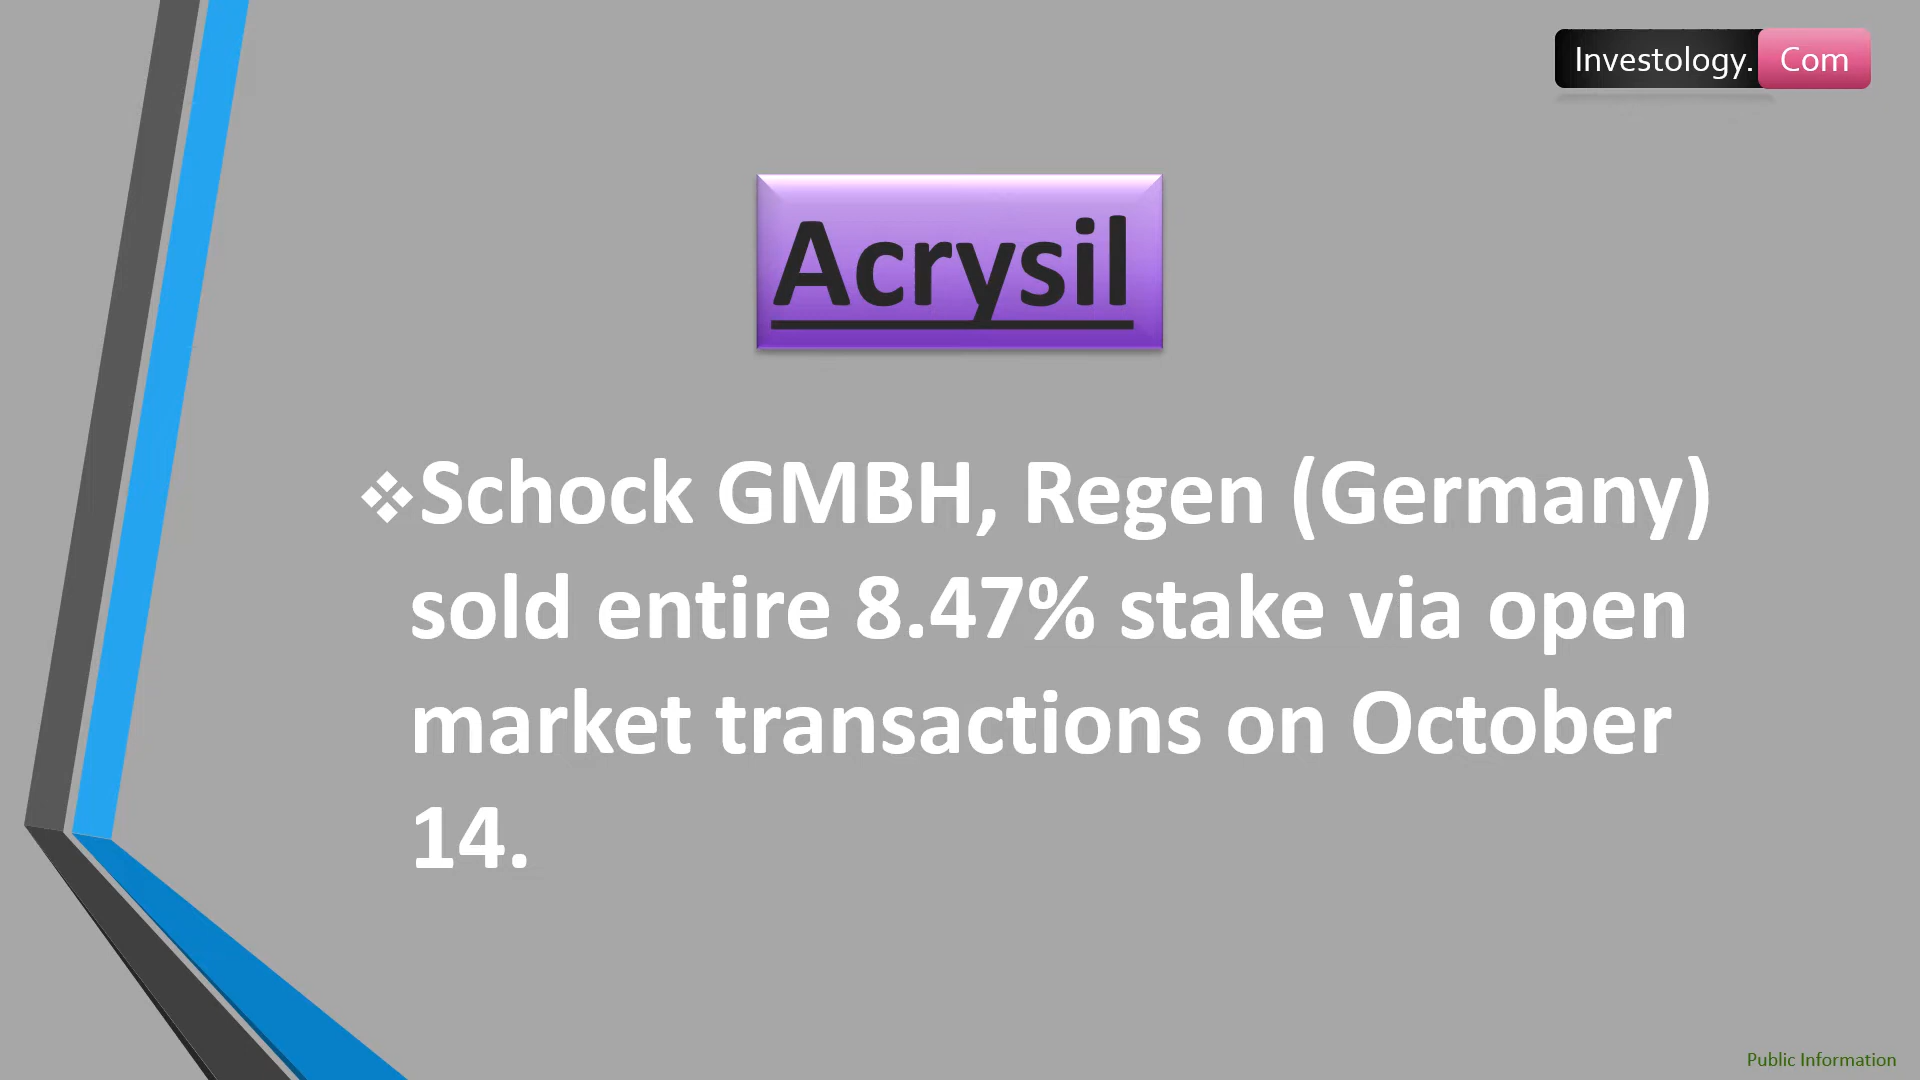 Investology. Com
Acrysil
❖Schock GMBH, Regen (Germany)
sold entire 8.47% stake via open
market transactions on October
14.
Public Information